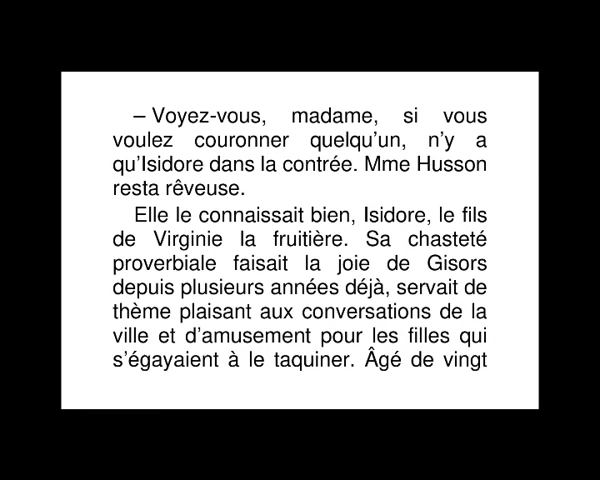 – Voyez-vous, madame, si vous
voulez couronner quelqu’un, n’y a
qu’Isidore dans la contrée. Mme Husson
resta rêveuse.
Elle le connaissait bien, Isidore, le fils
de Virginie la fruitière. Sa chasteté
proverbiale faisait la joie de Gisors
depuis plusieurs années déjà, servait de
thème plaisant aux conversations de la
ville et d’amusement pour les filles qui
s’égayaient à le taquiner. Âgé de vingt